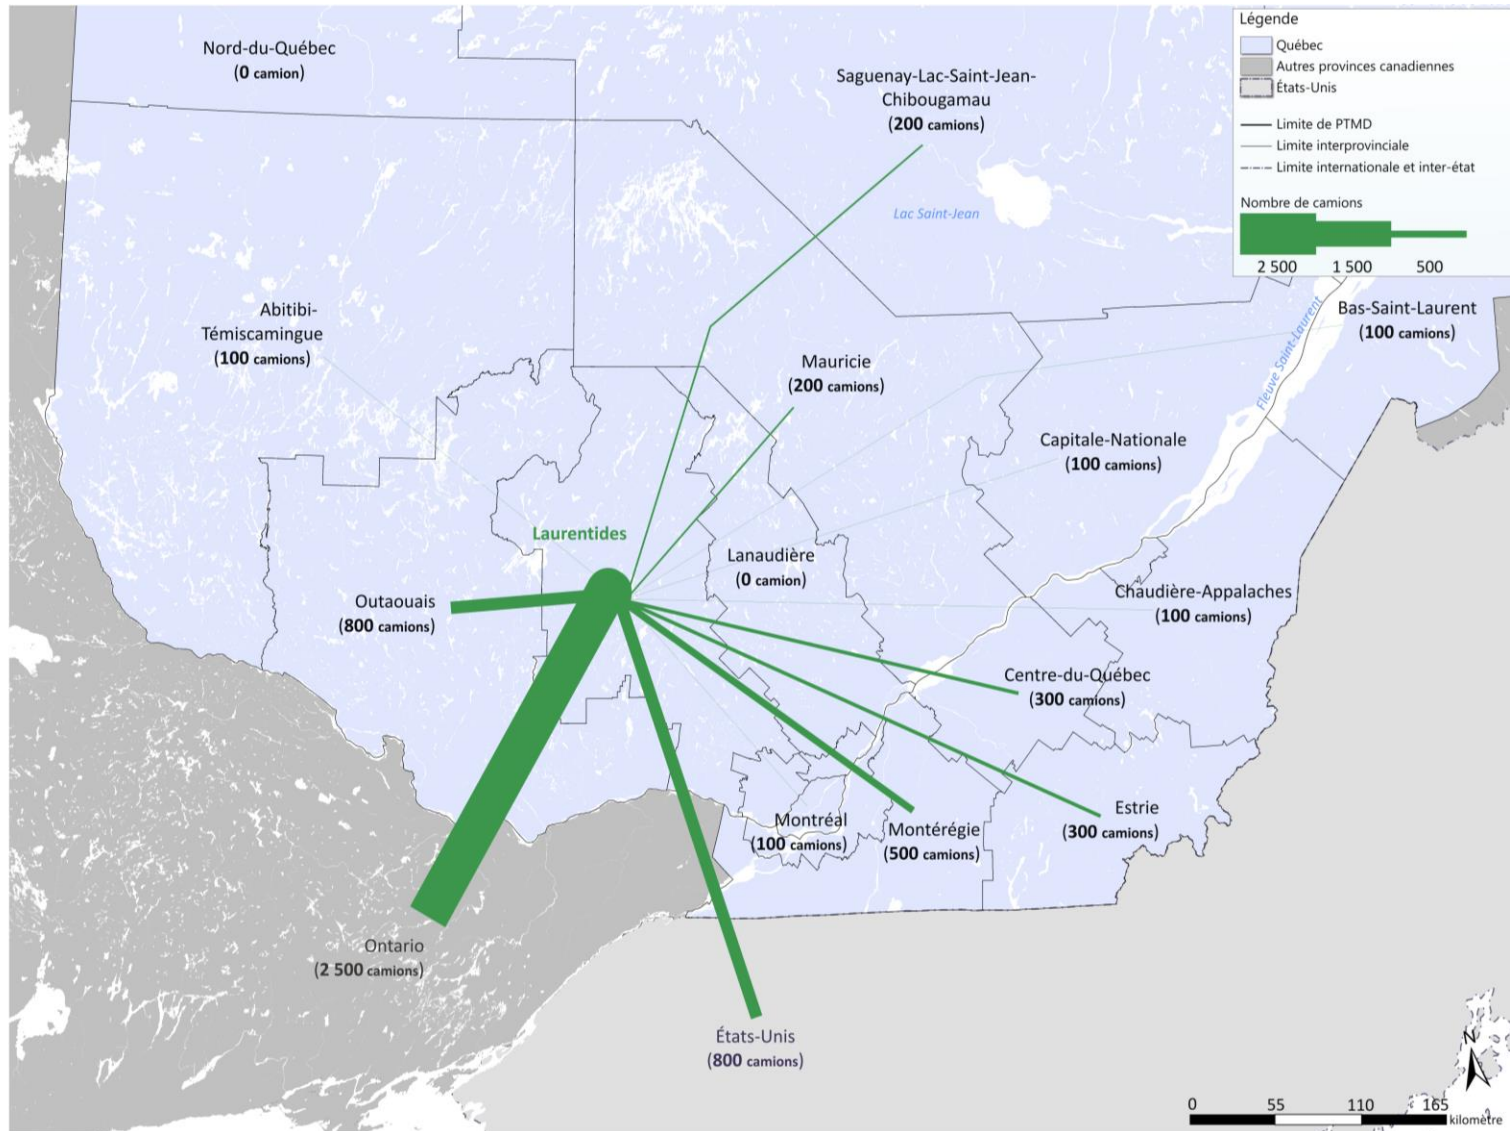 Légende
Québec
Autres provinces canadiennes
États-Unis
Limite de PTMD
Limite interprovinciale
Limite internationale et inter-état
Nombre de camions
2 500 1 500 500
Nord-du-Québec
(0 camion)
Saguenay-Lac-Saint-Jean-
Chibougamau
(200 camions)
Lac Saint-Jean
Abitibi-
Témiscamingue
(100 camions)
Bas-Saint-Laurent
(100 camions)
Fleuve Saint-Laurent
Mauricie
(200 camions)
Capitale-Nationale
(100 camions)
Laurentides
Lanaudière
(0 camion)
Outaouais
(800 camions)
Chaudière-Appalaches
(100 camions)
Centre-du-Québec
(300 camions)
Estrie
(300 camions)
Montréal
(100 camions)
Montérégie
(500 camions)
Ontario
(2 500 camions)
États-Unis
(800 camions)
N
0 55 110 165
kilomètre